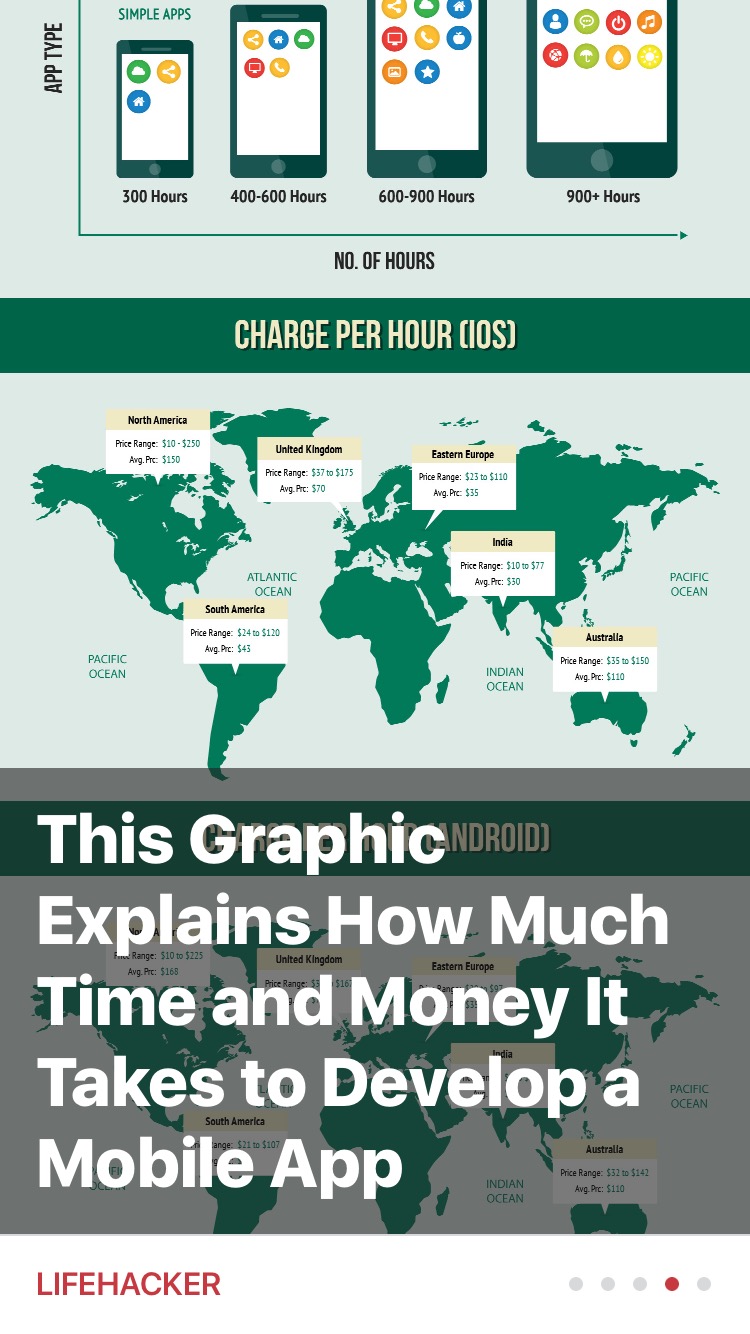 SIMPLE APPS
APP TYPE
300 Hours
400-600 Hours
600-900 Hours
900+ Hours
NO. OF HOURS
CHARGE PER HOUR (IOS)
North America
Price Range: $10 - $250
Avg. Prc: $150
United Kingdom
Price Range: $37 to $175
Avg. Prc: $70
Eastern Europe
Price Range: $23 to $110
Avg. Prc: $35
India
Price Range: $10 to $77
Avg. Prc: $30
ATLANTIC
OCEAN
PACIFIC
OCEAN
South America
Price Range: $24 to $120
Avg. Prc: $43
Australia
Price Range: $35 to $150
Avg. Prc: $110
PACIFIC
OCEAN
INDIAN
OCEAN
CHARGE PER HOUR (ANDROID)
This Graphic
Explains How Much
Time and Money It
Takes to Develop a
Mobile App
North America
Price Range: $10 to $225
Avg. Prc: $168
United Kingdom
Eastern Europe
India
PACIFIC
OCEAN
South America
Price Range: $21 to $107
Australia
Price Range: $32 to $142
Avg. Prc: $110
INDIAN
OCEAN
LIFEHACKER